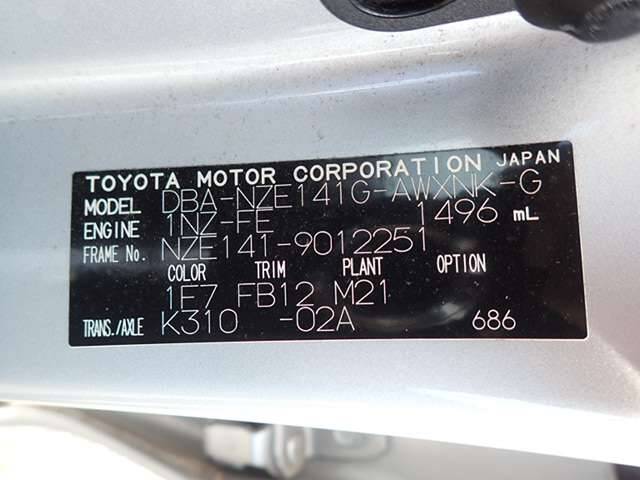 TOYOTA MOTOR CORPORATION JAPAN
MODEL DBA-NZE141G-AWXNK-G
ENGINE 1NZ-FE 1496 mL
FRAME No. NZE141-9012251
COLOR TRIM PLANT OPTION
1E7 FB12 M21
TRANS./AXLE K310 -02A 686